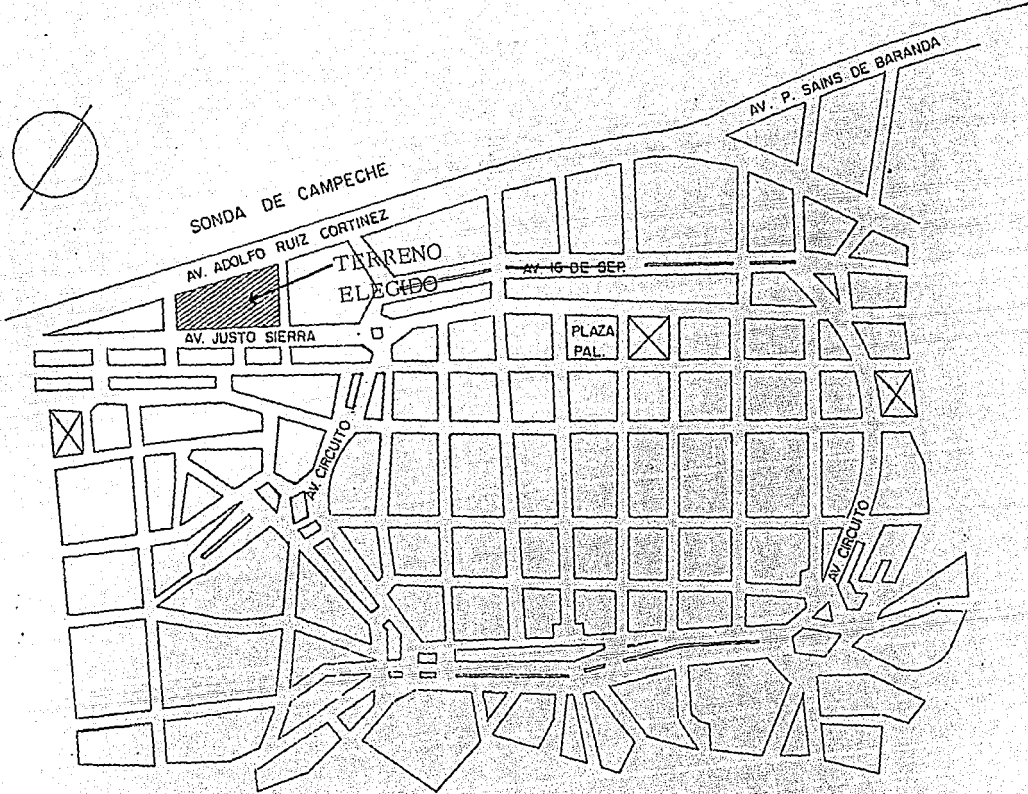 AV. P. SAINS DE BARANDA
SONDA DE CAMPECHE
AV. ADOLFO RUIZ CORTINEZ
TERRENO
ELEGIDO
AV. 16 DE SEP.
AV. JUSTO SIERRA
PLAZA
PAL.
AV. CIRCUITO
AV. CIRCUITO